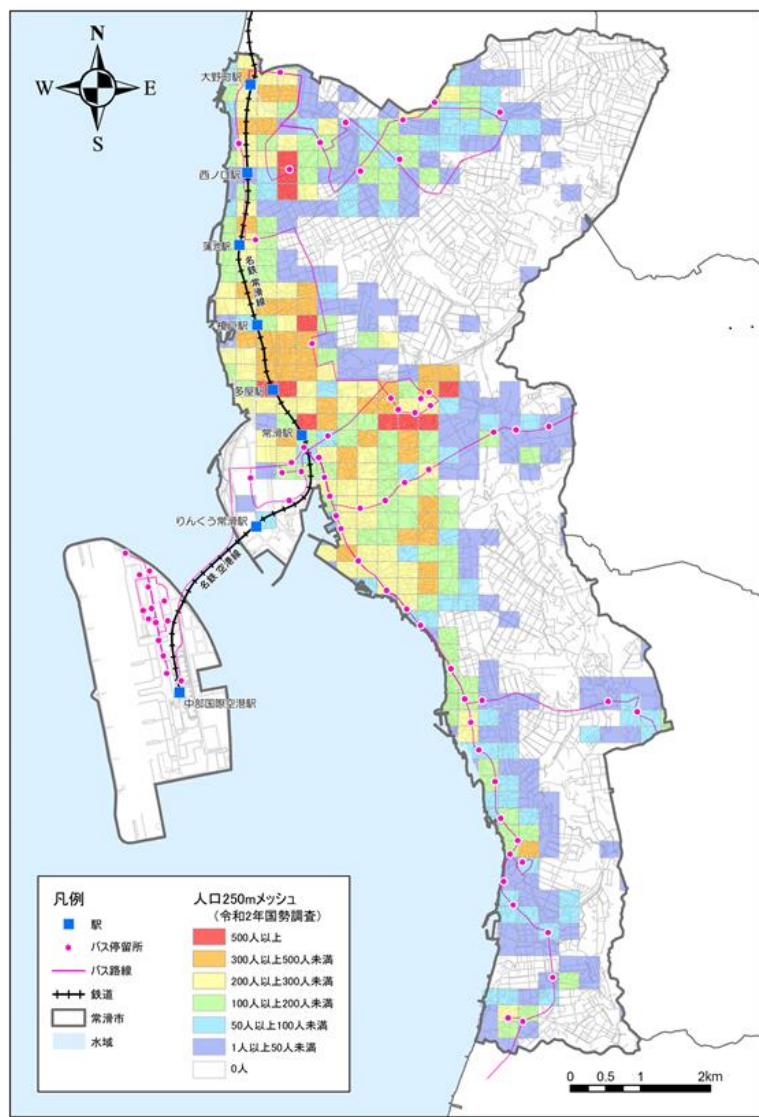 N
W
E
S
大野町駅
西ノ口駅
蒲池駅
名鉄 常滑線
榎戸駅
多屋駅
常滑駅
りんくう常滑駅
名鉄 空港線
中部国際空港駅
凡例
駅
バス停留所
バス路線
鉄道
常滑市
水域
人口250mメッシュ
(令和2年国勢調査)
500人以上
300人以上500人未満
200人以上300人未満
100人以上200人未満
50人以上100人未満
1人以上50人未満
0人
0 0.5 1 2km